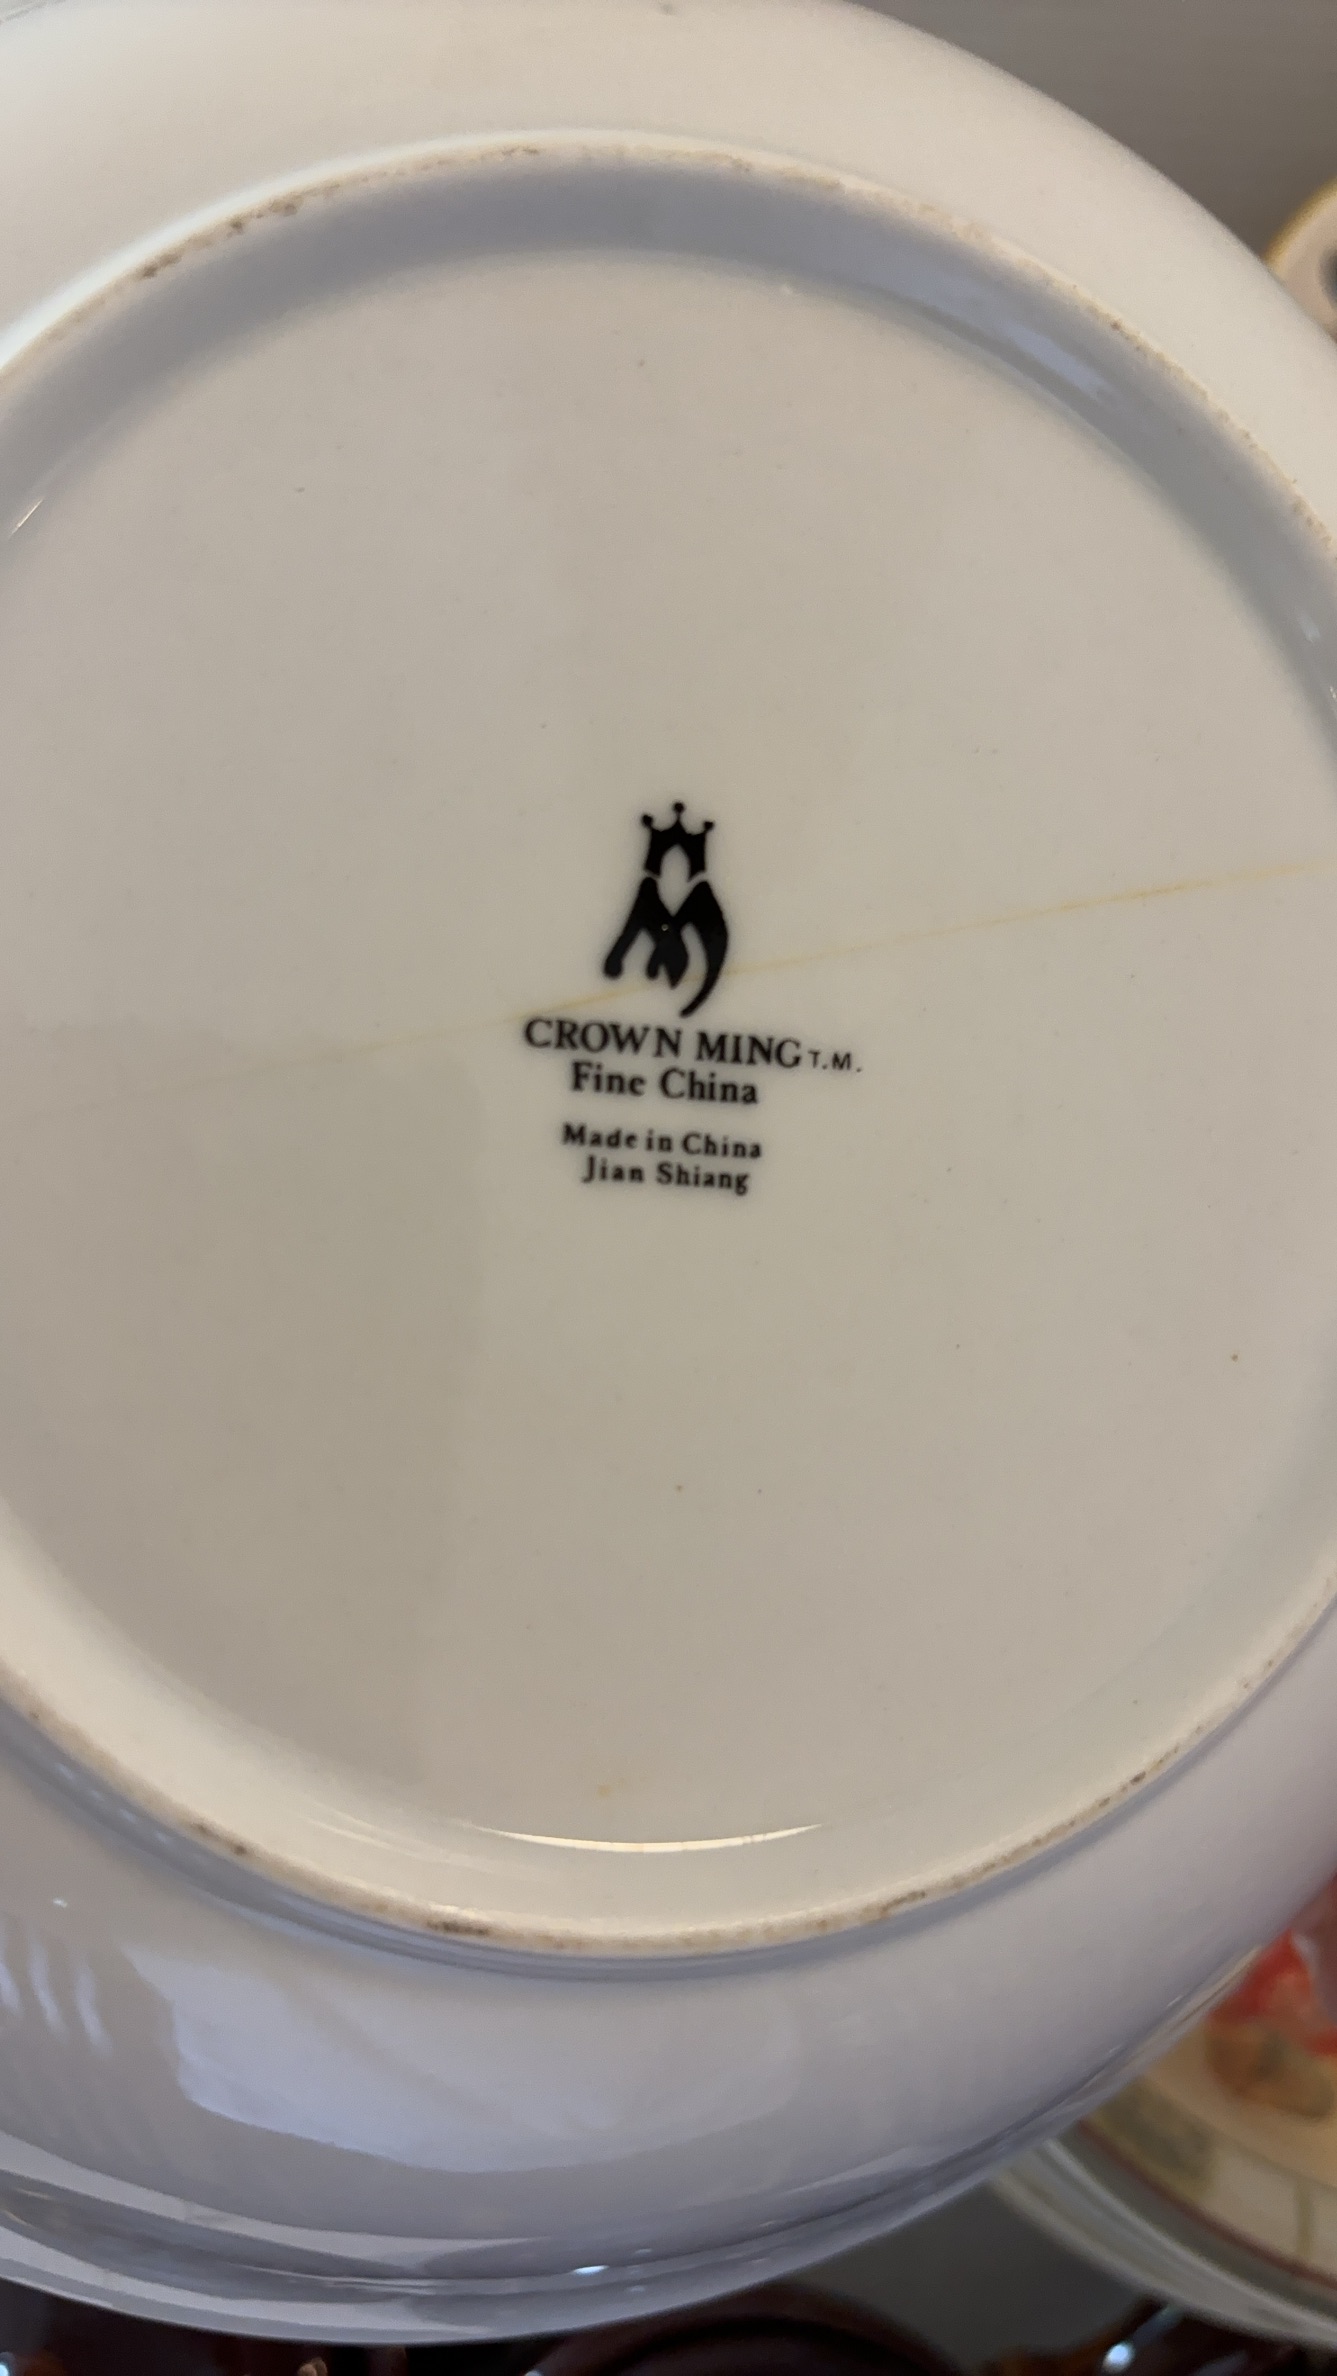 CROWN MING T.M.
Fine China
Made in China
Jian Shiang